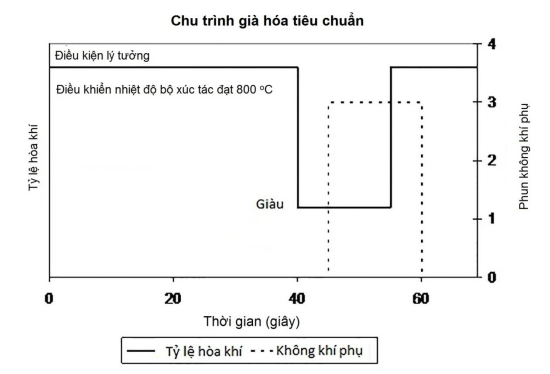 Chu trình già hóa tiêu chuẩn
Điều kiện lý tưởng
Điều khiển nhiệt độ bộ xúc tác đạt 800 ºC
Giàu
Tỷ lệ hòa khí
Phun không khí phụ
4
3
2
1
0
0 20 40 60
Thời gian (giây)
Tỷ lệ hòa khí Không khí phụ